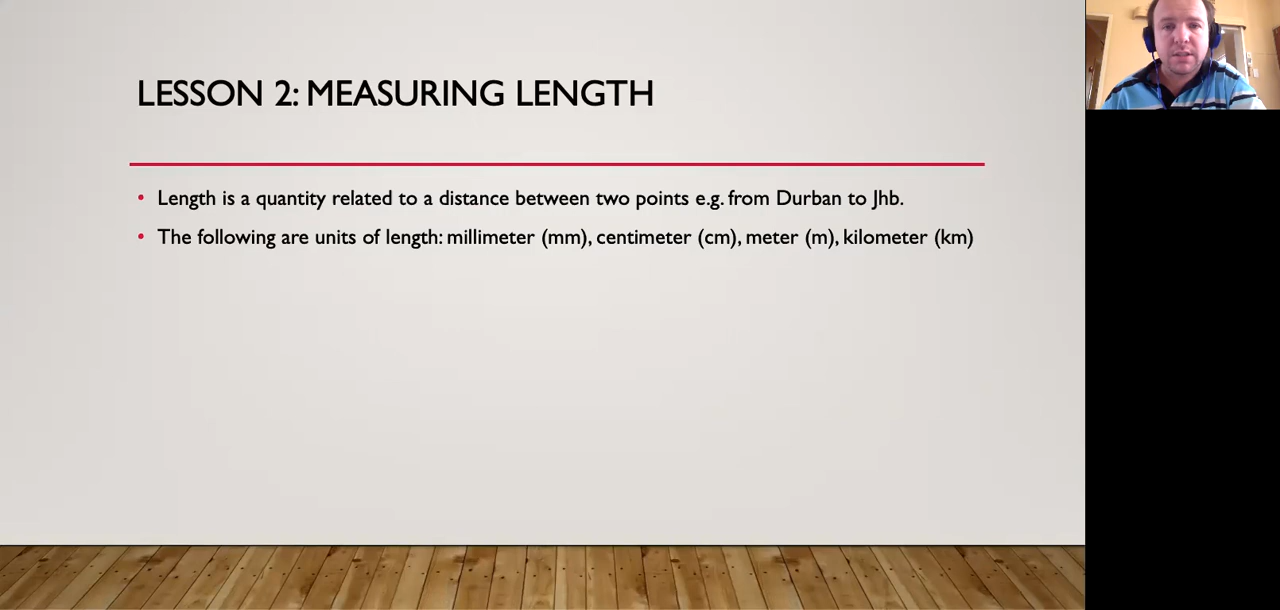 LESSON 2: MEASURING LENGTH
• Length is a quantity related to a distance between two points e.g. from Durban to Jhb.
• The following are units of length: millimeter (mm), centimeter (cm), meter (m), kilometer (km)